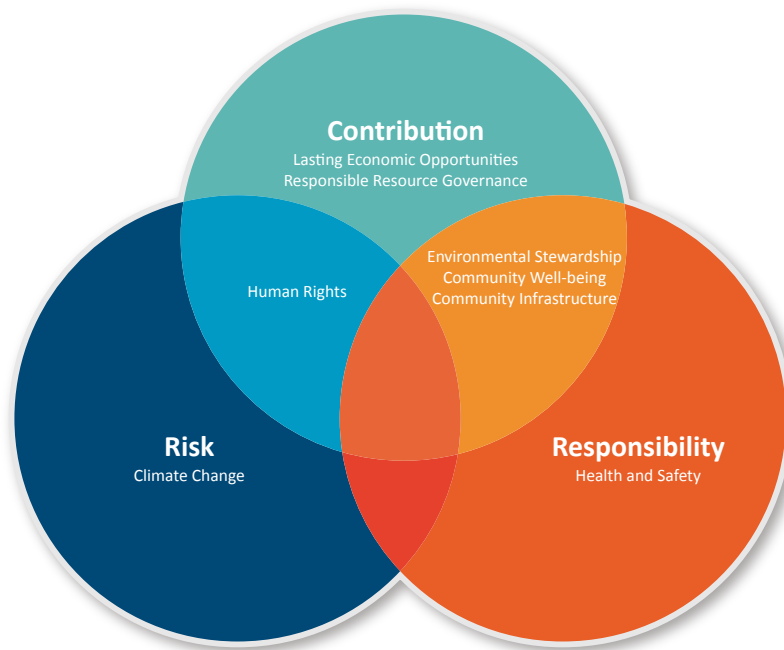 Contribution
Lasting Economic Opportunities
Responsible Resource Governance
Environmental Stewardship
Community Well-being
Community Infrastructure
Human Rights
Risk
Climate Change
Responsibility
Health and Safety